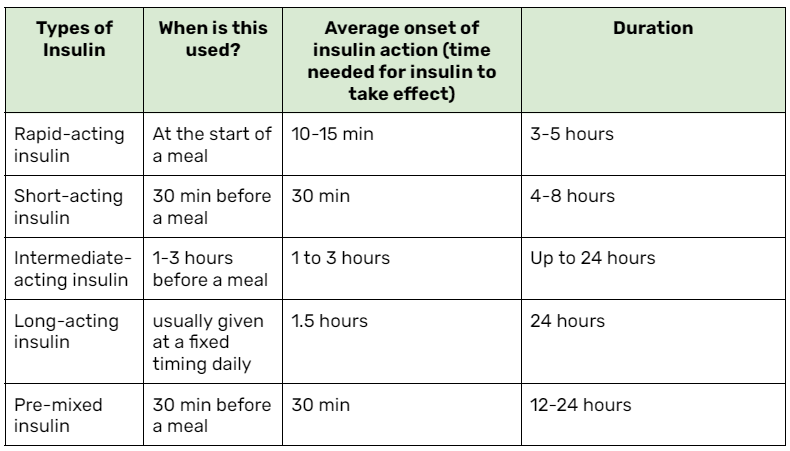 Types of
Insulin
When is this
used?
Average onset of
insulin action (time
needed for insulin to
take effect)
Duration
Rapid-acting
insulin
At the start of
a meal
10-15 min
3-5 hours
Short-acting
insulin
30 min before
a meal
30 min
4-8 hours
Intermediate-
acting insulin
1-3 hours
before a meal
1 to 3 hours
Up to 24 hours
Long-acting
insulin
usually given
at a fixed
timing daily
1.5 hours
24 hours
Pre-mixed
insulin
30 min before
a meal
30 min
12-24 hours